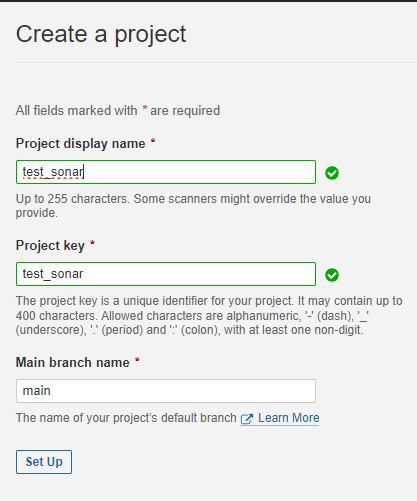 Create a project
All fields marked with * are required
Project display name *
test_sonar
Up to 255 characters. Some scanners might override the value you
provide.
Project key *
test_sonar
The project key is a unique identifier for your project. It may contain up to
400 characters. Allowed characters are alphanumeric, '-' (dash), '_'
(underscore), '.' (period) and ':' (colon), with at least one non-digit.
Main branch name *
main
The name of your project's default branch Learn More
Set Up